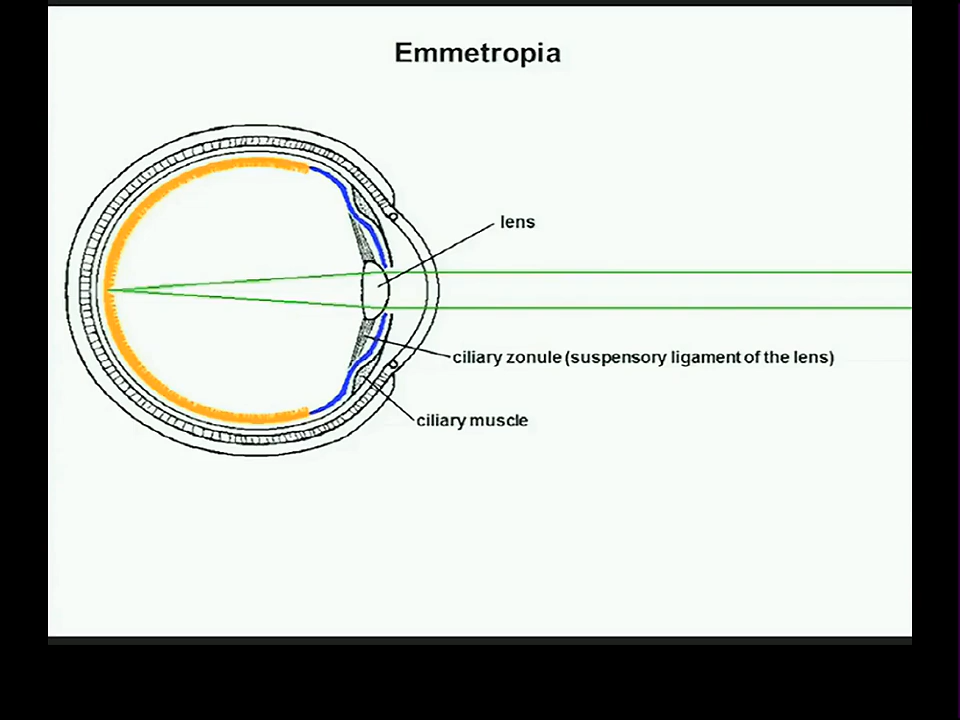 Emmetropia
lens
ciliary zonule (suspensory ligament of the lens)
ciliary muscle